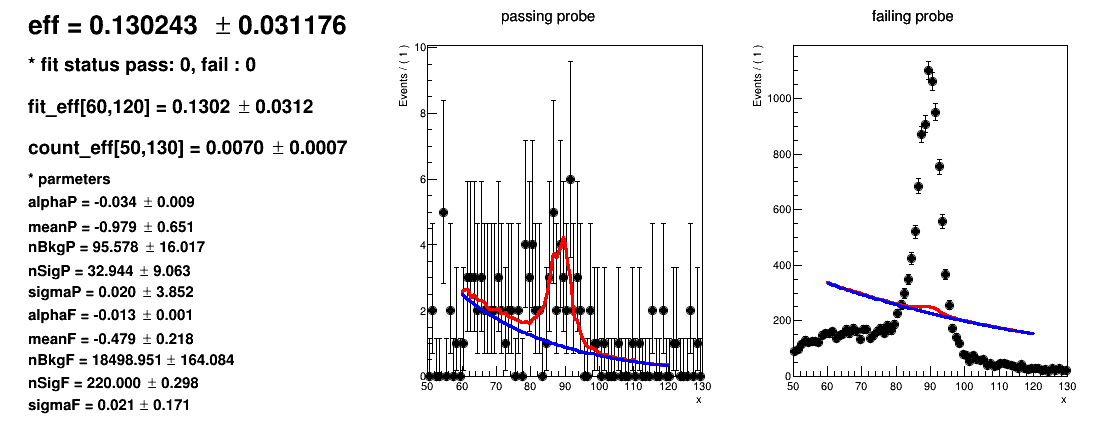 eff = 0.130243 ± 0.031176
* fit status pass: 0, fail : 0
fit_eff[60,120] = 0.1302 ± 0.0312
count_eff[50,130] = 0.0070 ± 0.0007
* parmeters
alphaP = -0.034 ± 0.009
meanP = -0.979 ± 0.651
nBkgP = 95.578 ± 16.017
nSigP = 32.944 ± 9.063
sigmaP = 0.020 ± 3.852
alphaF = -0.013 ± 0.001
meanF = -0.479 ± 0.218
nBkgF = 18498.951 ± 164.084
nSigF = 220.000 ± 0.298
sigmaF = 0.021 ± 0.171
passing probe
Events / ( 1 )
10
8
6
4
2
0
50 60 70 80 90 100 110 120 130
x
failing probe
Events / ( 1 )
1000
800
600
400
200
0
50 60 70 80 90 100 110 120 130
x